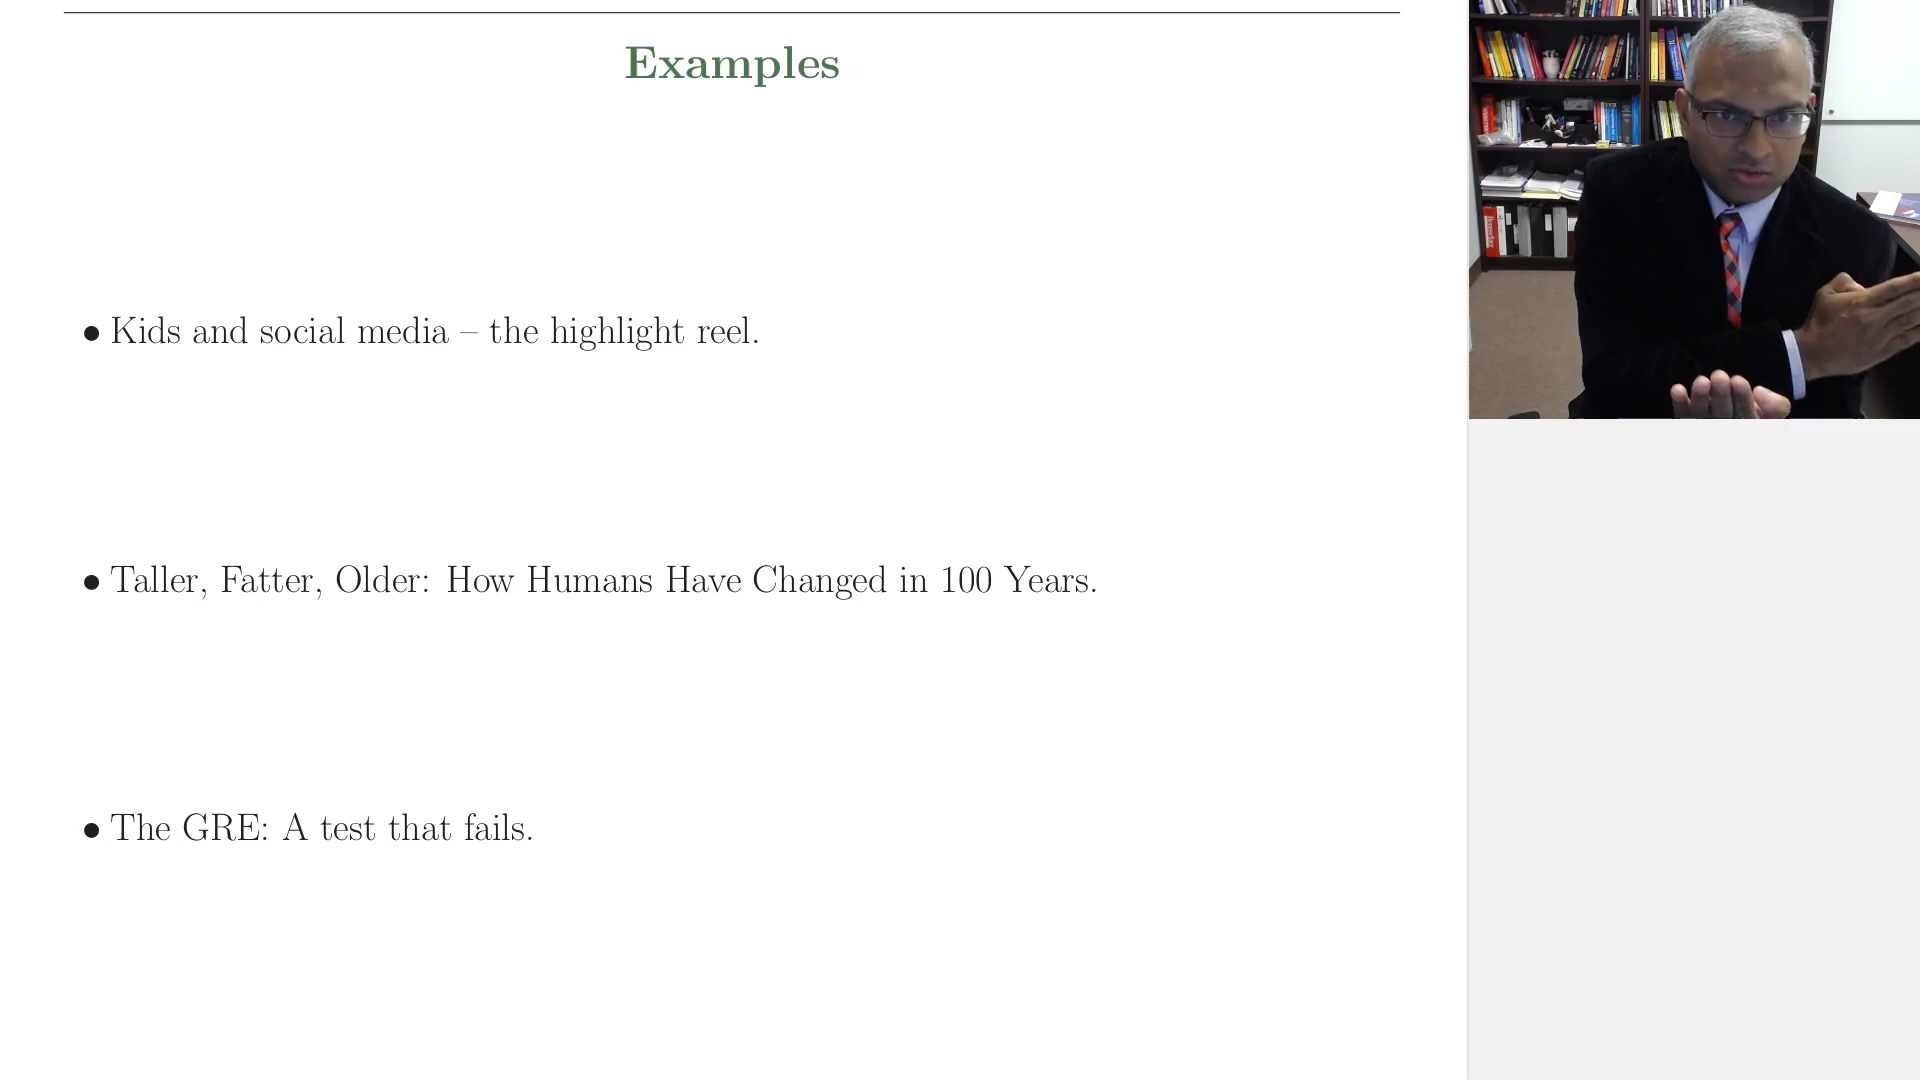 Examples
• Kids and social media – the highlight reel.
• Taller, Fatter, Older: How Humans Have Changed in 100 Years.
• The GRE: A test that fails.